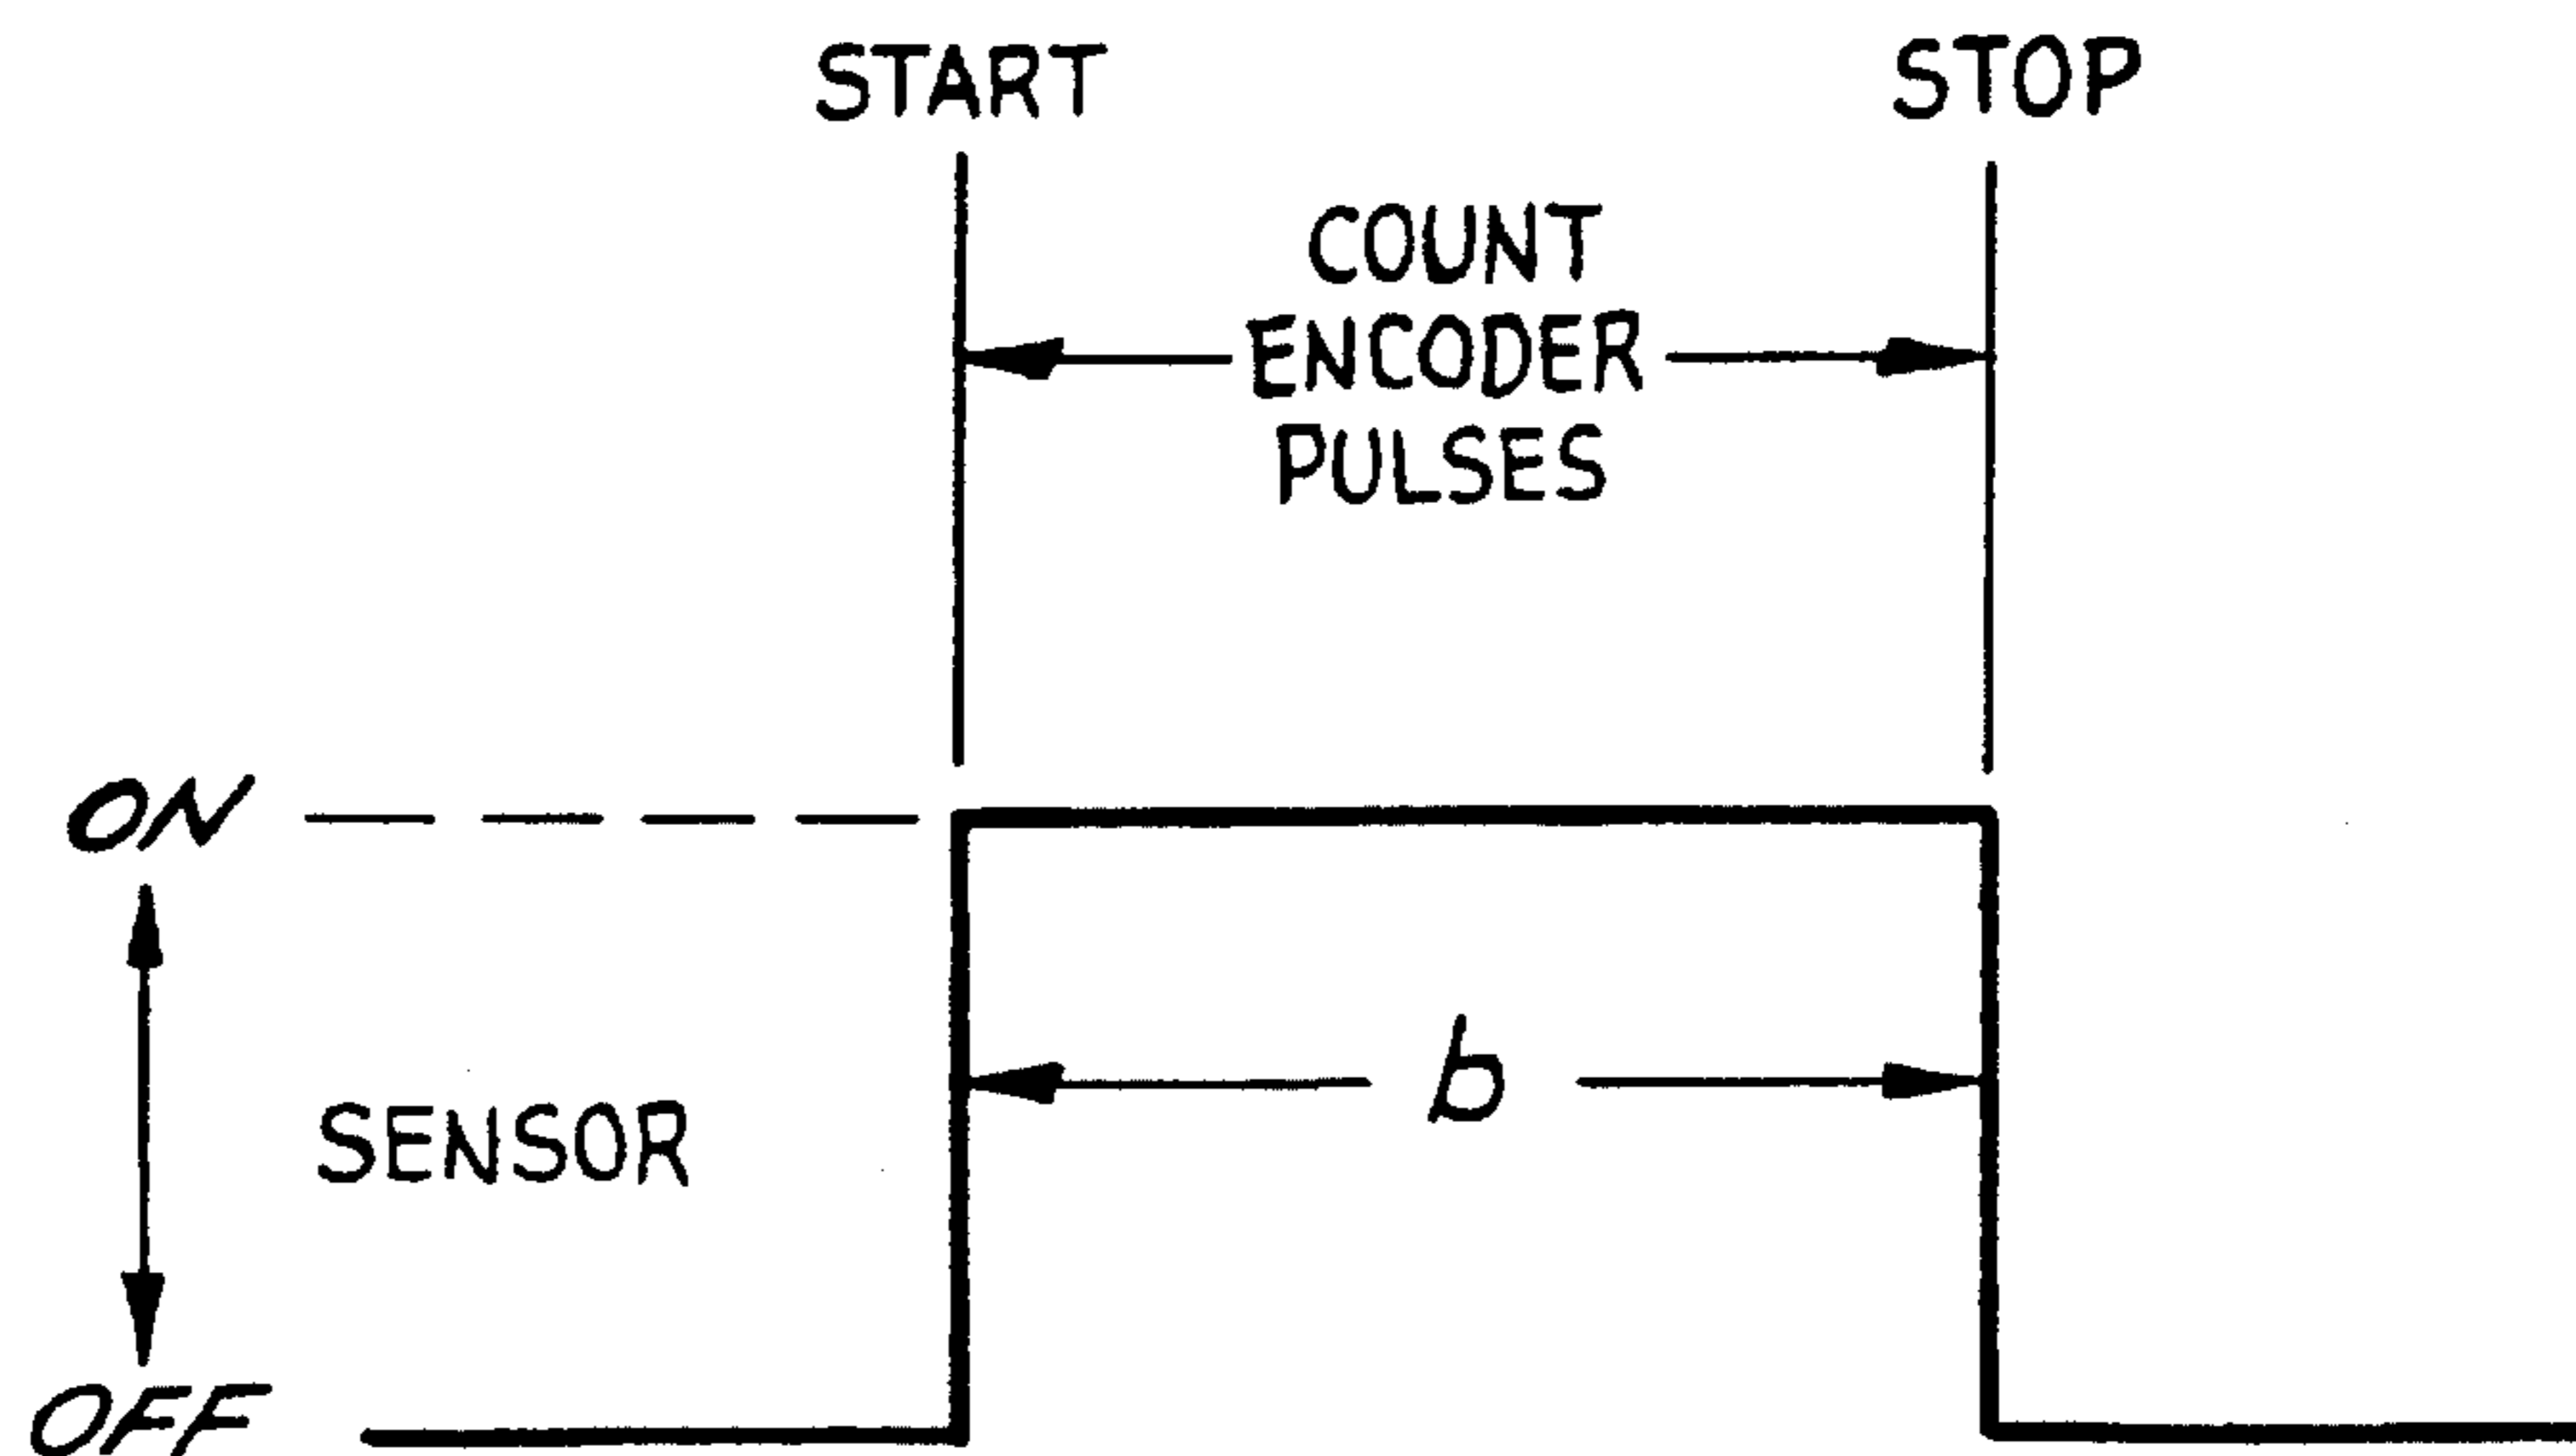 START
STOP
COUNT
ENCODER
PULSES
ON
b
SENSOR
OFF